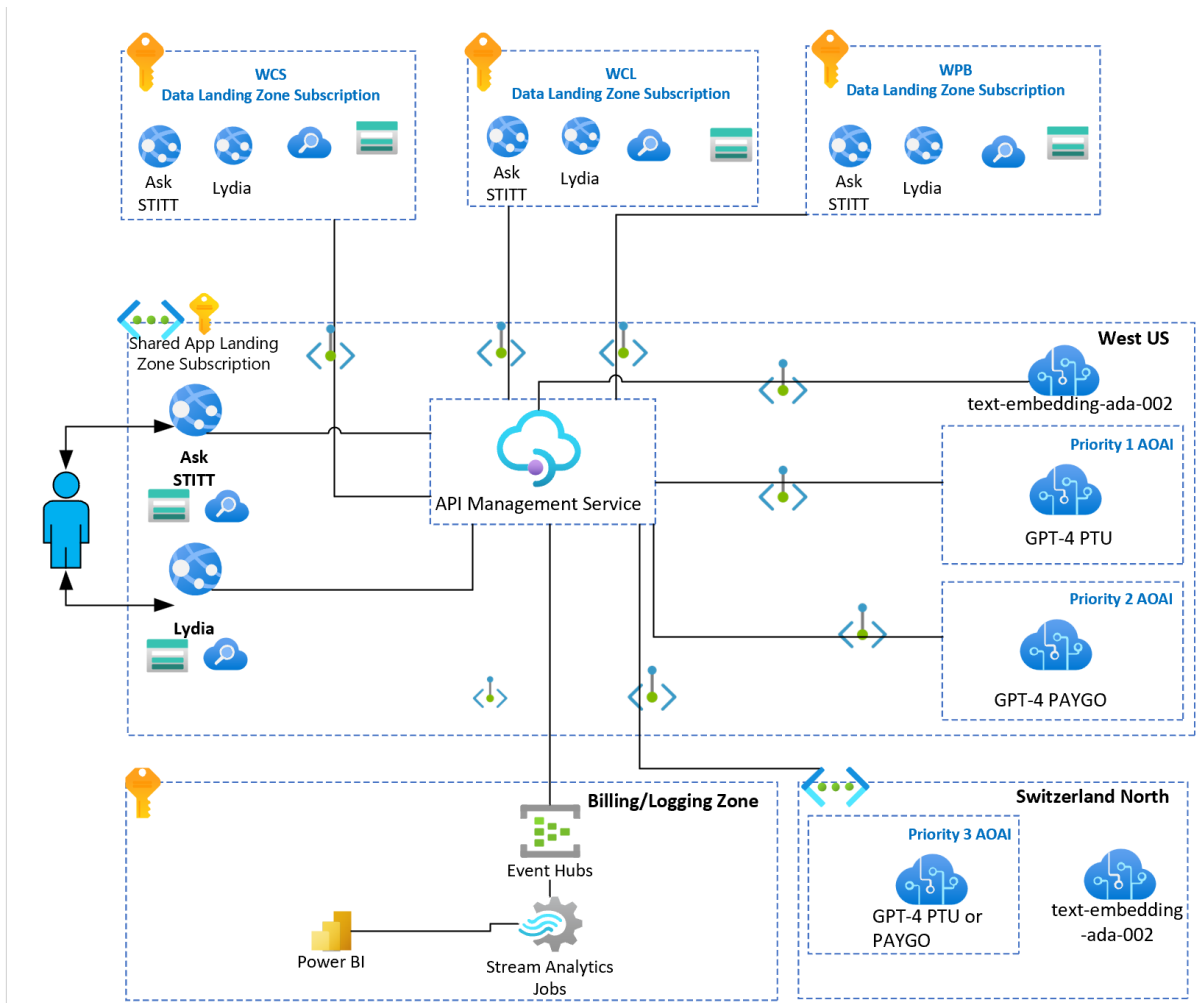 WCS
Data Landing Zone Subscription
Ask
STITT
Lydia
WCL
Data Landing Zone Subscription
Ask
STITT
Lydia
WPB
Data Landing Zone Subscription
Ask
STITT
Lydia
Shared App Landing
Zone Subscription
West US
text-embedding-ada-002
Ask
STITT
API Management Service
Priority 1 AOAI
GPT-4 PTU
Lydia
Priority 2 AOAI
GPT-4 PAYGO
Billing/Logging Zone
Event Hubs
Power BI
Stream Analytics
Jobs
Switzerland North
Priority 3 AOAI
GPT-4 PTU or
PAYGO
text-embedding
-ada-002